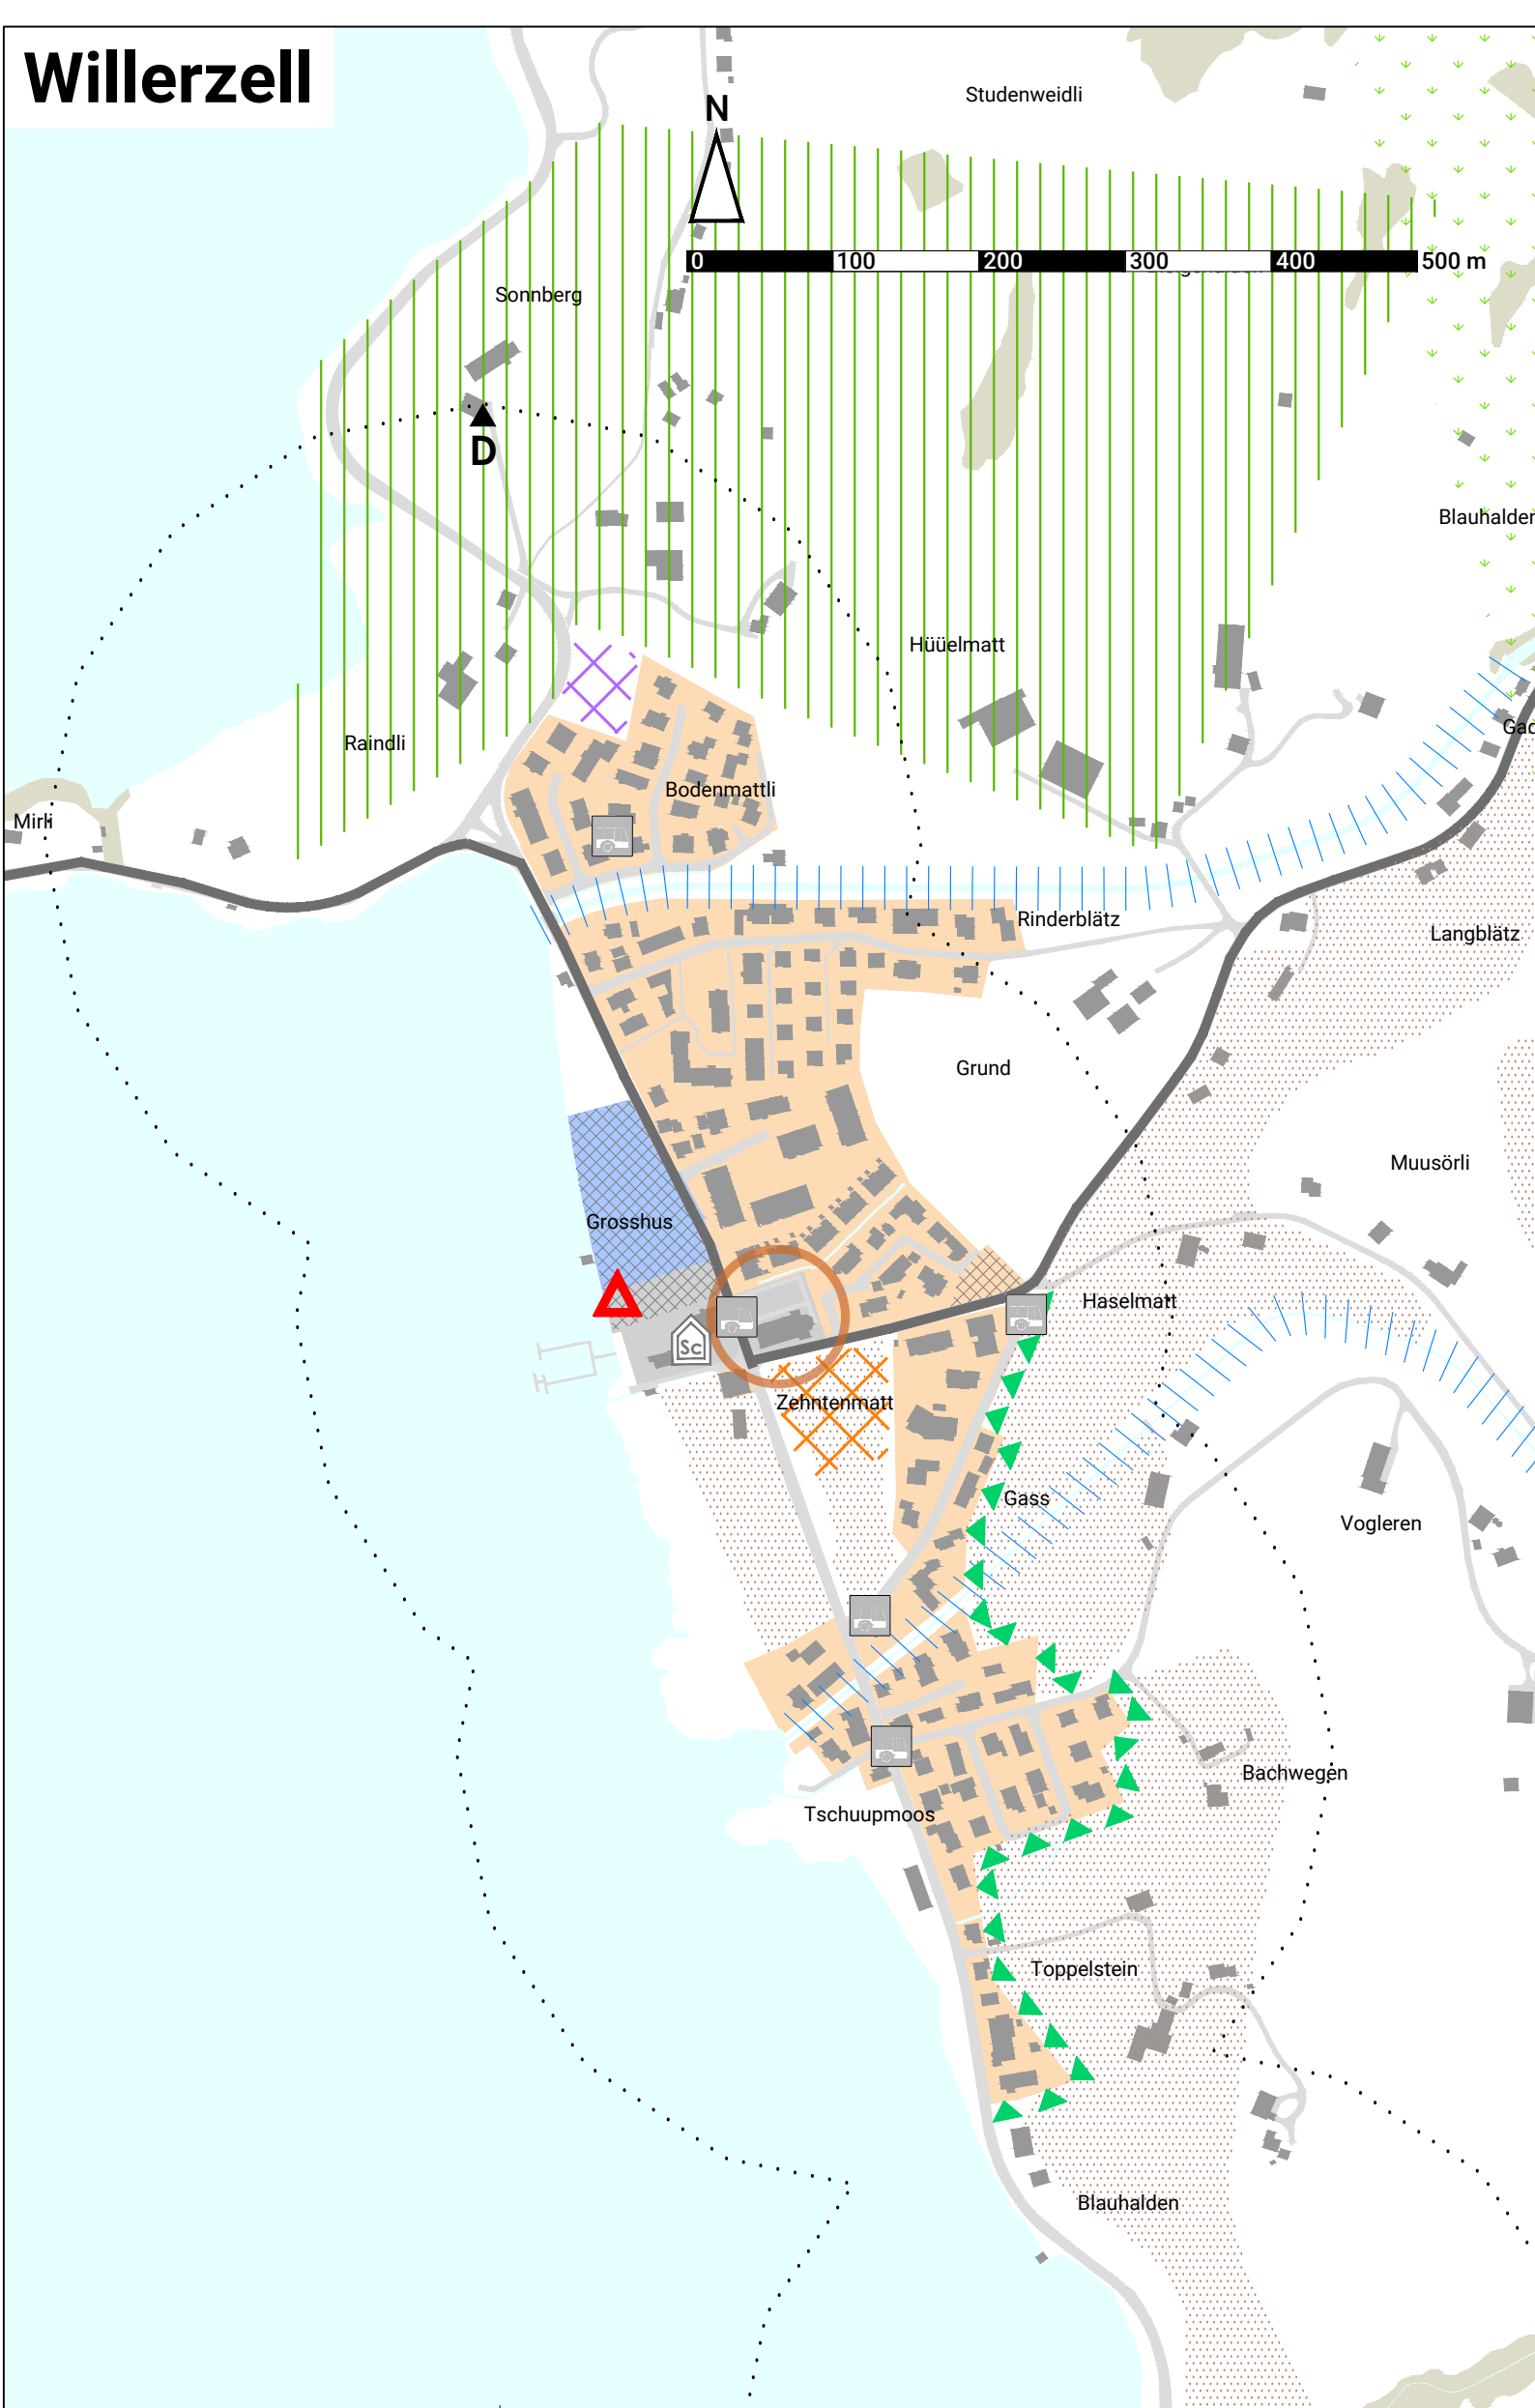 Willerzell
Studenweidli
N
0 100 200 300 400 500 m
Sonnberg
D
Blauhalden
Hüüelmatt
Raindli
Bodenmattli
Mirli
Rinderblätz
Langblätz
Grund
Muusörli
Grosshus
Haselmatt
Sc
Zehntenmatt
Gass
Vogleren
Bachwegen
Tschuupmoos
Toppelstein
Blauhalden